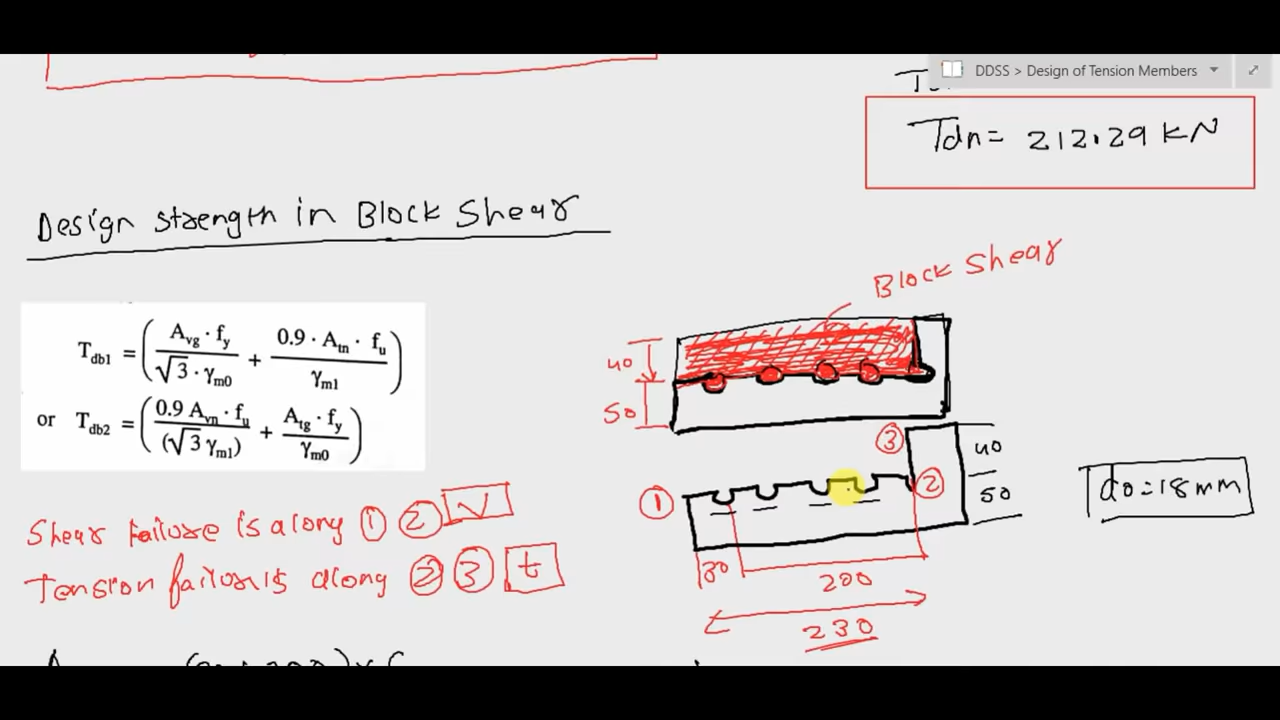 DDSS > Design of Tension Members
Tdn = 212.29 kN
Design strength in Block Shear
Block Shear
Tdb1 = ( Avg · fy / √3 · γm0 + 0.9 · Atn · fu / γm1 )
or Tdb2 = ( 0.9 Avn · fu / (√3 γm1) + Atg · fy / γm0 )
40
50
③
40
①
②
50
do = 18 mm
Shear failure is along ① ② V
Tension failure is along ② ③ t
30
200
230